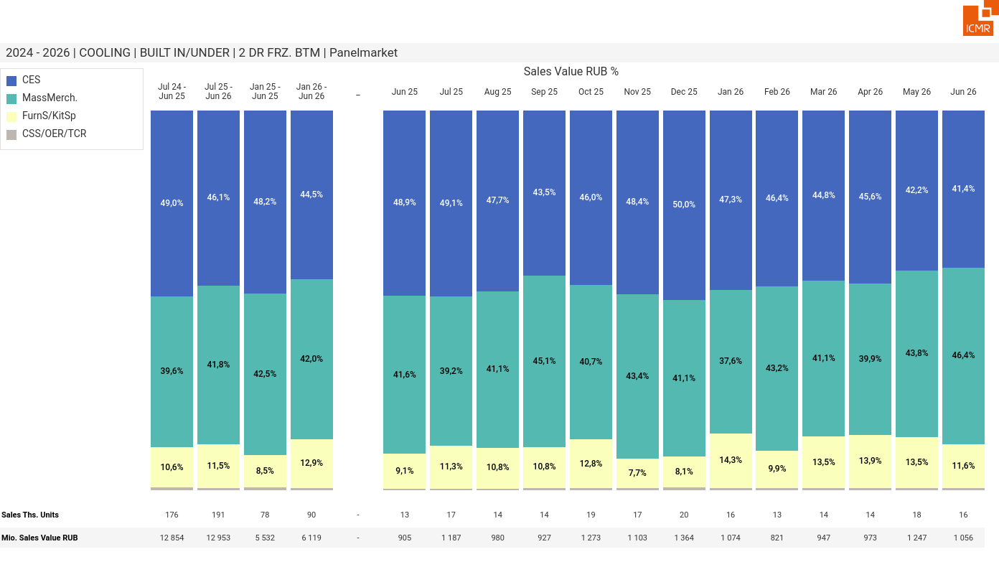 ICMR
2024 - 2026 | COOLING | BUILT IN/UNDER | 2 DR FRZ. BTM | Panelmarket
CES
MassMerch.
FurnS/KitSp
CSS/OER/TCR
Sales Value RUB %
Jul 24 - Jul 25 - Jan 25 - Jan 26 -
Jun 25 Jun 26 Jun 25 Jun 26 – Jun 25 Jul 25 Aug 25 Sep 25 Oct 25 Nov 25 Dec 25 Jan 26 Feb 26 Mar 26 Apr 26 May 26 Jun 26
49,0% 46,1% 48,2% 44,5% 48,9% 49,1% 47,7% 43,5% 46,0% 48,4% 50,0% 47,3% 46,4% 44,8% 45,6% 42,2% 41,4%
39,6% 41,8% 42,5% 42,0% 41,6% 39,2% 41,1% 45,1% 40,7% 43,4% 41,1% 37,6% 43,2% 41,1% 39,9% 43,8% 46,4%
10,6% 11,5% 8,5% 12,9% 9,1% 11,3% 10,8% 10,8% 12,8% 7,7% 8,1% 14,3% 9,9% 13,5% 13,9% 13,5% 11,6%
Sales Ths. Units 176 191 78 90 - 13 17 14 14 19 17 20 16 13 14 14 18 16
Mio. Sales Value RUB 12 854 12 953 5 532 6 119 - 905 1 187 980 927 1 273 1 103 1 364 1 074 821 947 973 1 247 1 056